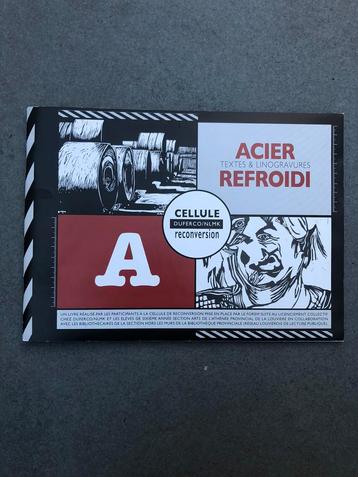 ACIER
TEXTES & LINOGRAVURES
REFROIDI
CELLULE
DUFERCO/NLMK
reconversion
A
UN LIVRE RÉALISÉ PAR LES PARTICIPANTS À LA CELLULE DE RECONVERSION MISE EN PLACE PAR LE FOREM SUITE AU LICENCIEMENT COLLECTIF
CHEZ DUFERCO/NLMK ET LES ÉLÈVES DE SIXIÈME ANNÉE SECTION ARTS DE L'ATHÉNÉE PROVINCIAL DE LA LOUVIÈRE EN COLLABORATION
AVEC LES BIBLIOTHÉCAIRES DE LA SECTION HORS LES MURS DE LA BIBLIOTHÈQUE PROVINCIALE (RÉSEAU LOUVIÉROIS DE LECTURE PUBLIQUE).